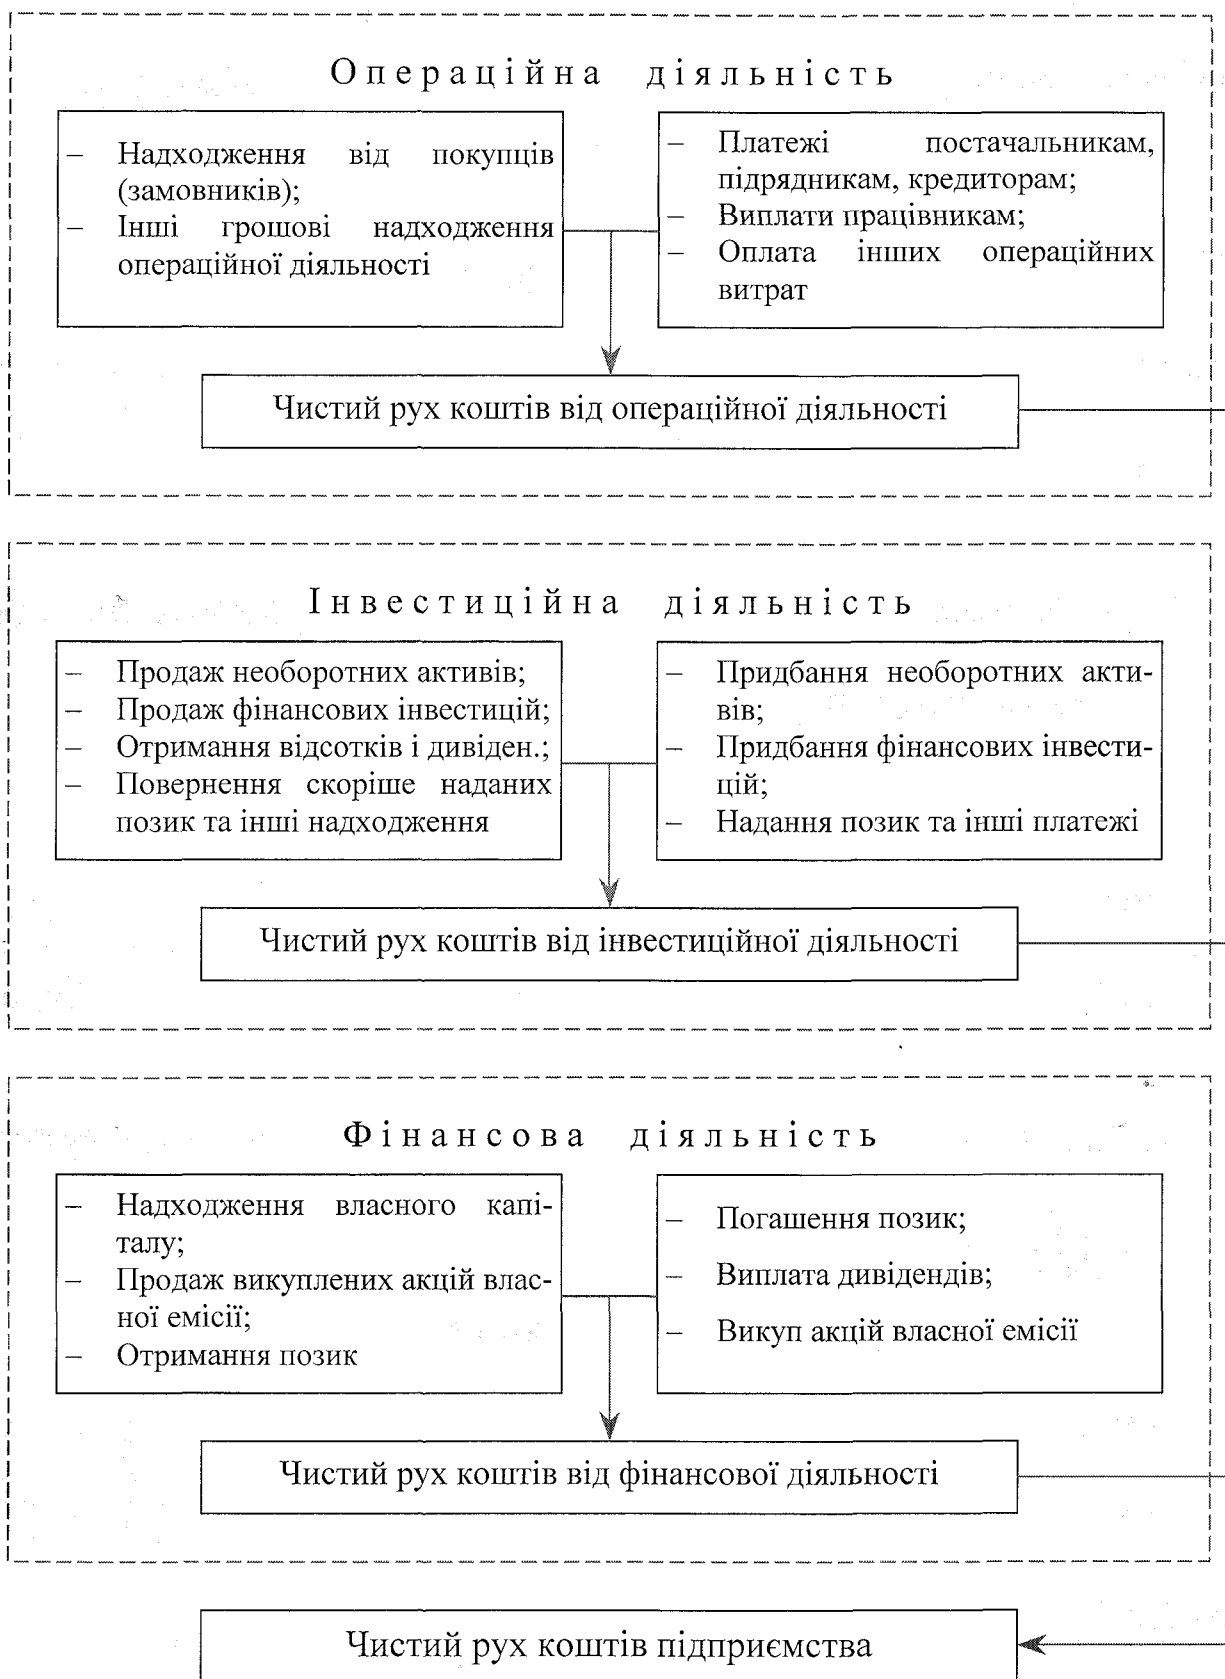 Операційна діяльність
– Надходження від покупців
(замовників);
– Інші грошові надходження
операційної діяльності
– Платежі постачальникам,
підрядникам, кредиторам;
– Виплати працівникам;
– Оплата інших операційних
витрат
Чистий рух коштів від операційної діяльності
Інвестиційна діяльність
– Продаж необоротних активів;
– Продаж фінансових інвестицій;
– Отримання відсотків і дивіден.;
– Повернення скоріше наданих
позик та інші надходження
– Придбання необоротних акти-
вів;
– Придбання фінансових інвести-
цій;
– Надання позик та інші платежі
Чистий рух коштів від інвестиційної діяльності
Фінансова діяльність
– Надходження власного капі-
талу;
– Продаж викуплених акцій влас-
ної емісії;
– Отримання позик
– Погашення позик;
– Виплата дивідендів;
– Викуп акцій власної емісії
Чистий рух коштів від фінансової діяльності
Чистий рух коштів підприємства